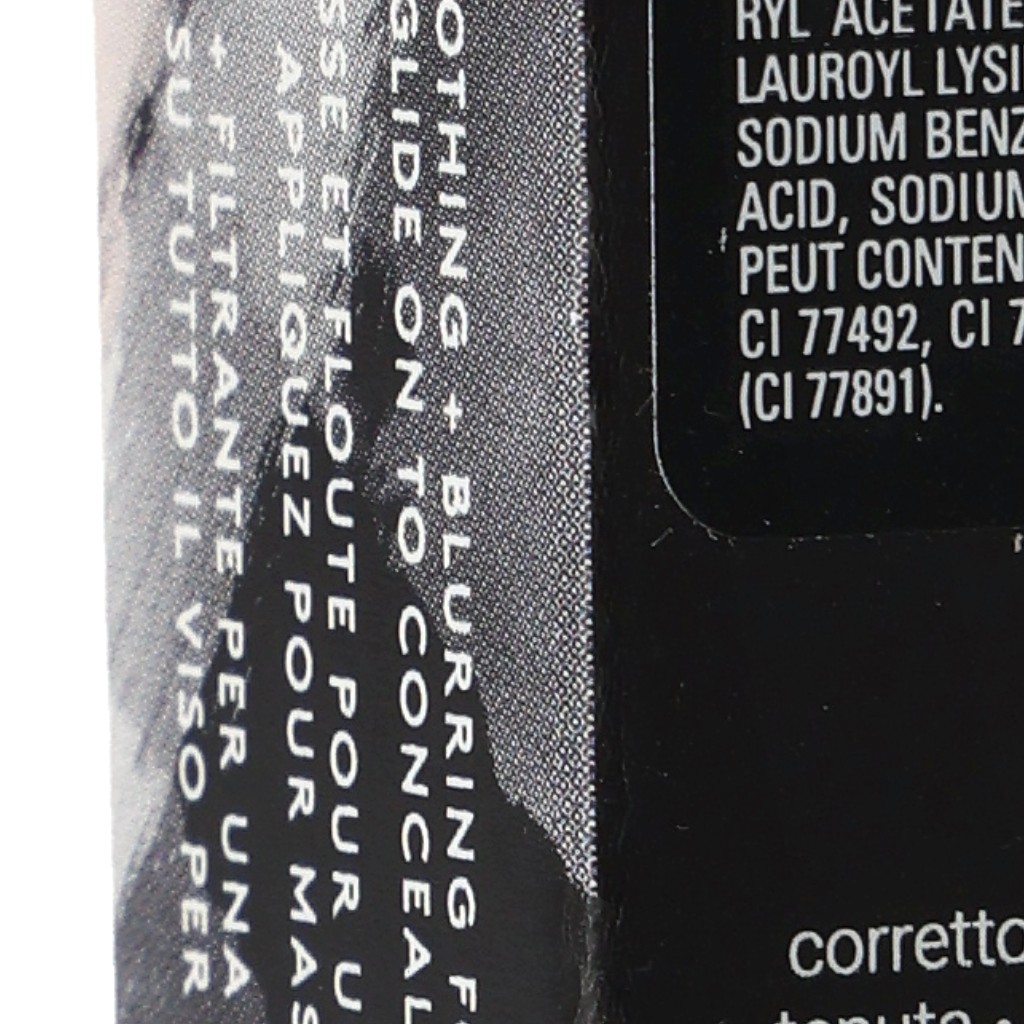 OTHING + BLURRING F
GLIDE ON TO CONCEAL
SSE ET FLOUTE POUR U
APPLIQUEZ POUR MAS
+ FILTRANTE PER UNA
SU TUTTO IL VISO PER
RYL ACETATE
LAUROYL LYSI
SODIUM BENZ
ACID, SODIUM
PEUT CONTEN
CI 77492, CI 7
(CI 77891).
corretto
tenuta